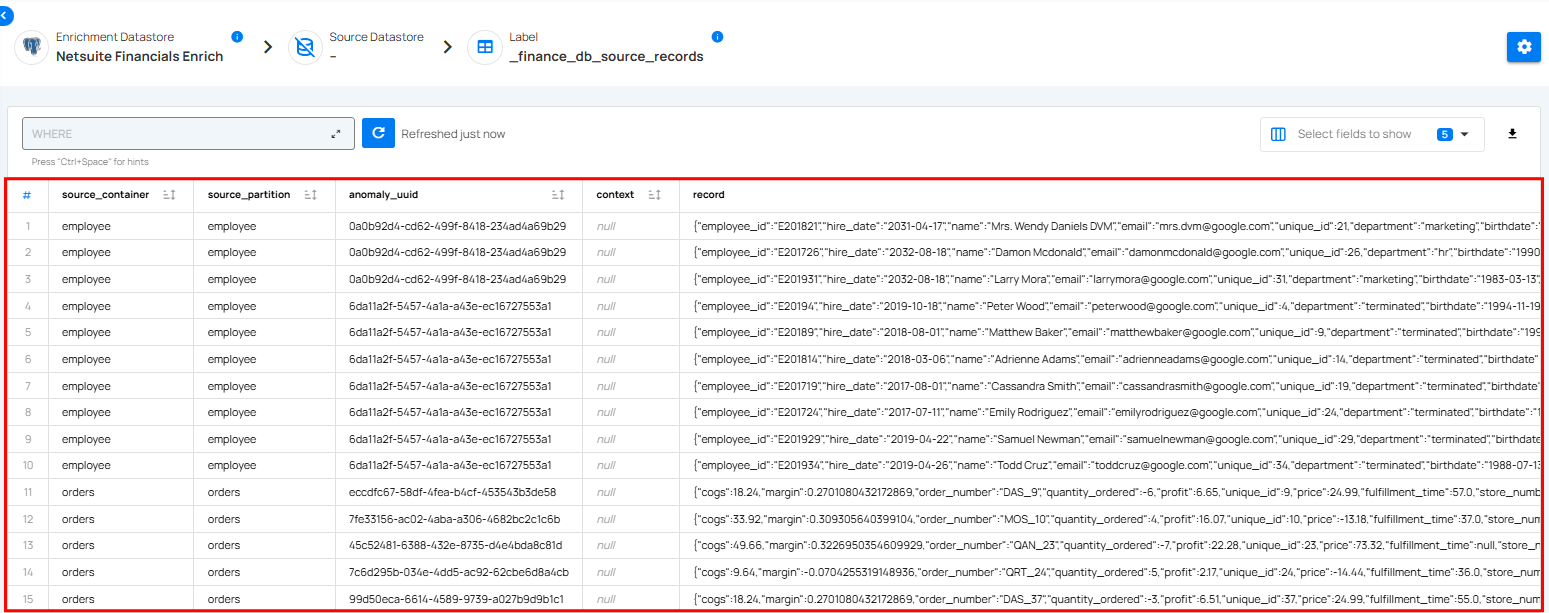 Enrichment Datastore
Netsuite Financials Enrich
Source Datastore
–
Label
_finance_db_source_records
WHERE
Refreshed just now
Select fields to show 5
Press "Ctrl+Space" for hints
# source_container source_partition anomaly_uuid context record
1 employee employee 0a0b92d4-cd62-499f-8418-234ad4a69b29 null {"employee_id":"E201821","hire_date":"2031-04-17","name":"Mrs. Wendy Daniels DVM","email":"mrs.dvm@google.com","unique_id":21,"department":"marketing","birthdate":"
2 employee employee 0a0b92d4-cd62-499f-8418-234ad4a69b29 null {"employee_id":"E201726","hire_date":"2032-08-18","name":"Damon Mcdonald","email":"damonmcdonald@google.com","unique_id":26,"department":"hr","birthdate":"1990
3 employee employee 0a0b92d4-cd62-499f-8418-234ad4a69b29 null {"employee_id":"E201931","hire_date":"2032-08-18","name":"Larry Mora","email":"larrymora@google.com","unique_id":31,"department":"marketing","birthdate":"1983-03-13",
4 employee employee 6da11a2f-5457-4a1a-a43e-ec16727553a1 null {"employee_id":"E20194","hire_date":"2019-10-18","name":"Peter Wood","email":"peterwood@google.com","unique_id":4,"department":"terminated","birthdate":"1994-11-19
5 employee employee 6da11a2f-5457-4a1a-a43e-ec16727553a1 null {"employee_id":"E20189","hire_date":"2018-08-01","name":"Matthew Baker","email":"matthewbaker@google.com","unique_id":9,"department":"terminated","birthdate":"199
6 employee employee 6da11a2f-5457-4a1a-a43e-ec16727553a1 null {"employee_id":"E201814","hire_date":"2018-03-06","name":"Adrienne Adams","email":"adrienneadams@google.com","unique_id":14,"department":"terminated","birthdate"
7 employee employee 6da11a2f-5457-4a1a-a43e-ec16727553a1 null {"employee_id":"E201719","hire_date":"2017-08-01","name":"Cassandra Smith","email":"cassandrasmith@google.com","unique_id":19,"department":"terminated","birthdate"
8 employee employee 6da11a2f-5457-4a1a-a43e-ec16727553a1 null {"employee_id":"E201724","hire_date":"2017-07-11","name":"Emily Rodriguez","email":"emilyrodriguez@google.com","unique_id":24,"department":"terminated","birthdate":"1
9 employee employee 6da11a2f-5457-4a1a-a43e-ec16727553a1 null {"employee_id":"E201929","hire_date":"2019-04-22","name":"Samuel Newman","email":"samuelnewman@google.com","unique_id":29,"department":"terminated","birthdate
10 employee employee 6da11a2f-5457-4a1a-a43e-ec16727553a1 null {"employee_id":"E201934","hire_date":"2019-04-26","name":"Todd Cruz","email":"toddcruz@google.com","unique_id":34,"department":"terminated","birthdate":"1988-07-13
11 orders orders eccdfc67-58df-4fea-b4cf-453543b3de58 null {"cogs":18.24,"margin":0.2701080432172869,"order_number":"DAS_9","quantity_ordered":-6,"profit":6.65,"unique_id":9,"price":24.99,"fulfillment_time":57.0,"store_numb
12 orders orders 7fe33156-ac02-4aba-a306-4682bc2c1c6b null {"cogs":33.92,"margin":0.309305640399104,"order_number":"MOS_10","quantity_ordered":4,"profit":16.07,"unique_id":10,"price":-13.18,"fulfillment_time":37.0,"store_num
13 orders orders 45c52481-6388-432e-8735-d4e4bda8c81d null {"cogs":49.66,"margin":0.3226950354609929,"order_number":"QAN_23","quantity_ordered":-7,"profit":22.28,"unique_id":23,"price":73.32,"fulfillment_time":null,"store_n
14 orders orders 7c6d295b-034e-4dd5-ac92-62cbe6d8a4cb null {"cogs":9.64,"margin":-0.0704255319148936,"order_number":"QRT_24","quantity_ordered":5,"profit":2.17,"unique_id":24,"price":-14.44,"fulfillment_time":36.0,"store_num
15 orders orders 99d50eca-6614-4589-9739-a027b9d9b1c1 null {"cogs":18.24,"margin":0.2701080432172869,"order_number":"DAS_37","quantity_ordered":-3,"profit":6.51,"unique_id":37,"price":24.99,"fulfillment_time":55.0,"store_num